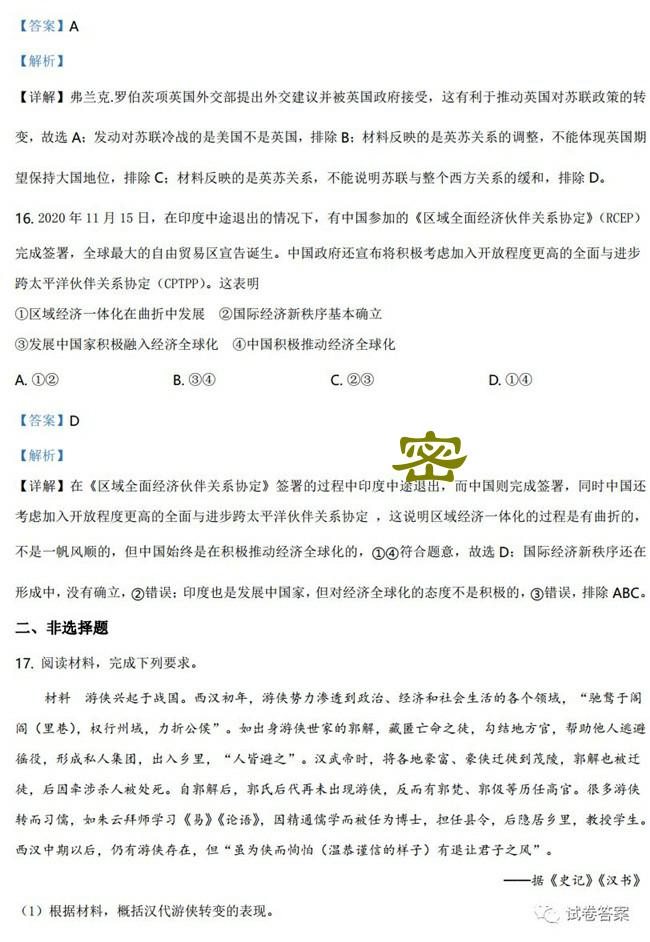 【答案】A
【解析】
【详解】弗兰克.罗伯茨项英国外交部提出外交建议并被英国政府接受，这有利于推动英国对苏联政策的转
变，故选 A；发动对苏联冷战的是美国不是英国，排除 B；材料反映的是英苏关系的调整，不能体现英国期
望保持大国地位，排除 C；材料反映的是英苏关系，不能说明苏联与整个西方关系的缓和，排除 D。
16. 2020 年 11 月 15 日，在印度中途退出的情况下，有中国参加的《区域全面经济伙伴关系协定》（RCEP）
完成签署，全球最大的自由贸易区宣告诞生。中国政府还宣布将积极考虑加入开放程度更高的全面与进步
跨太平洋伙伴关系协定（CPTPP）。这表明
①区域经济一体化在曲折中发展 ②国际经济新秩序基本确立
③发展中国家积极融入经济全球化 ④中国积极推动经济全球化
A. ①② B. ③④ C. ②③ D. ①④
【答案】D
【解析】
密
【详解】在《区域全面经济伙伴关系协定》签署的过程中印度中途退出，而中国则完成签署，同时中国还
考虑加入开放程度更高的全面与进步跨太平洋伙伴关系协定 ，这说明区域经济一体化的过程是有曲折的，
不是一帆风顺的，但中国始终是在积极推动经济全球化的，①④符合题意，故选 D；国际经济新秩序还在
形成中，没有确立，②错误；印度也是发展中国家，但对经济全球化的态度不是积极的，③错误，排除 ABC。
二、非选择题
17. 阅读材料，完成下列要求。
材料 游侠兴起于战国。西汉初年，游侠势力渗透到政治、经济和社会生活的各个领域，“驰骛于阎
阎（里巷），权行州域，力折公侯”。如出身游侠世家的郭解，藏匿亡命之徒，勾结地方官，帮助他人逃避
徭役，形成私人集团，出入乡里，“人皆避之”。汉武帝时，将各地豪富、豪侠迁徙到茂陵，郭解也被迁
徙，后因牵涉杀人被处死。自郭解后，郭氏后代再未出现游侠，反而有郭梵、郭伋等历任高官。很多游侠
转而习儒，如朱云拜师学习《易》《论语》，因精通儒学而被任为博士，担任县令，后隐居乡里，教授学生。
西汉中期以后，仍有游侠存在，但“虽为侠而恂恂（温恭谨信的样子）有退让君子之风”。
——据《史记》《汉书》
（1）根据材料，概括汉代游侠转变的表现。
试卷答案